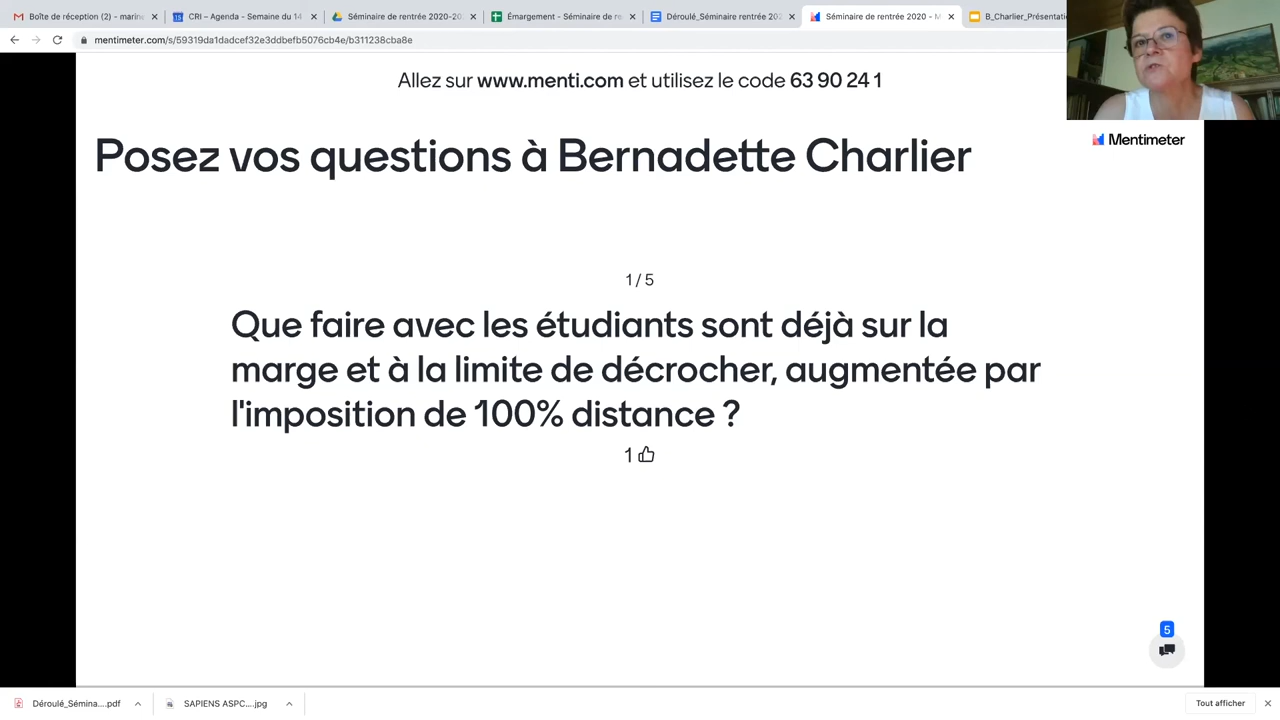 Boîte de réception (2) - marin
CRI – Agenda - Semaine du 14
Séminaire de rentrée 2020-20
Émargement - Séminaire de re
Déroulé_Séminaire rentrée 202
Séminaire de rentrée 2020 - M
B_Charlier_Présentati
mentimeter.com/s/59319da1dadcef32e3ddbefb5076cb4e/b311238cba8e
Allez sur www.menti.com et utilisez le code 63 90 24 1
Mentimeter
Posez vos questions à Bernadette Charlier
1 / 5
Que faire avec les étudiants sont déjà sur la
marge et à la limite de décrocher, augmentée par
l'imposition de 100% distance ?
1
5
Déroulé_Sémina....pdf
SAPIENS ASPC....jpg
Tout afficher